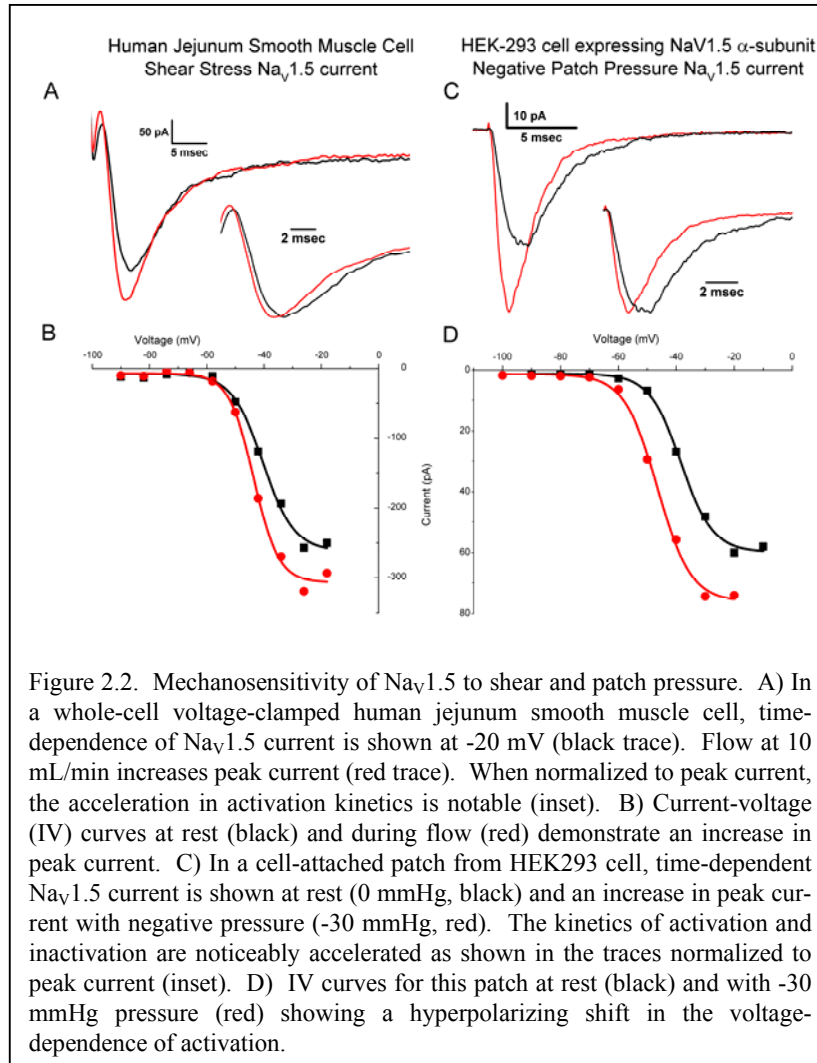 Human Jejunum Smooth Muscle Cell
Shear Stress NaV1.5 current
HEK-293 cell expressing NaV1.5 α-subunit
Negative Patch Pressure NaV1.5 current
A
50 pA
5 msec
2 msec
C
10 pA
5 msec
2 msec
B
Voltage (mV)
-100 -80 -60 -40 -20 0
0
-100
-200
-300
Current (pA)
D
Voltage (mV)
-100 -80 -60 -40 -20 0
0
20
40
60
80
Figure 2.2. Mechanosensitivity of NaV1.5 to shear and patch pressure. A) In
a whole-cell voltage-clamped human jejunum smooth muscle cell, time-
dependence of NaV1.5 current is shown at -20 mV (black trace). Flow at 10
mL/min increases peak current (red trace). When normalized to peak current,
the acceleration in activation kinetics is notable (inset). B) Current-voltage
(IV) curves at rest (black) and during flow (red) demonstrate an increase in
peak current. C) In a cell-attached patch from HEK293 cell, time-dependent
NaV1.5 current is shown at rest (0 mmHg, black) and an increase in peak cur-
rent with negative pressure (-30 mmHg, red). The kinetics of activation and
inactivation are noticeably accelerated as shown in the traces normalized to
peak current (inset). D) IV curves for this patch at rest (black) and with -30
mmHg pressure (red) showing a hyperpolarizing shift in the voltage-
dependence of activation.